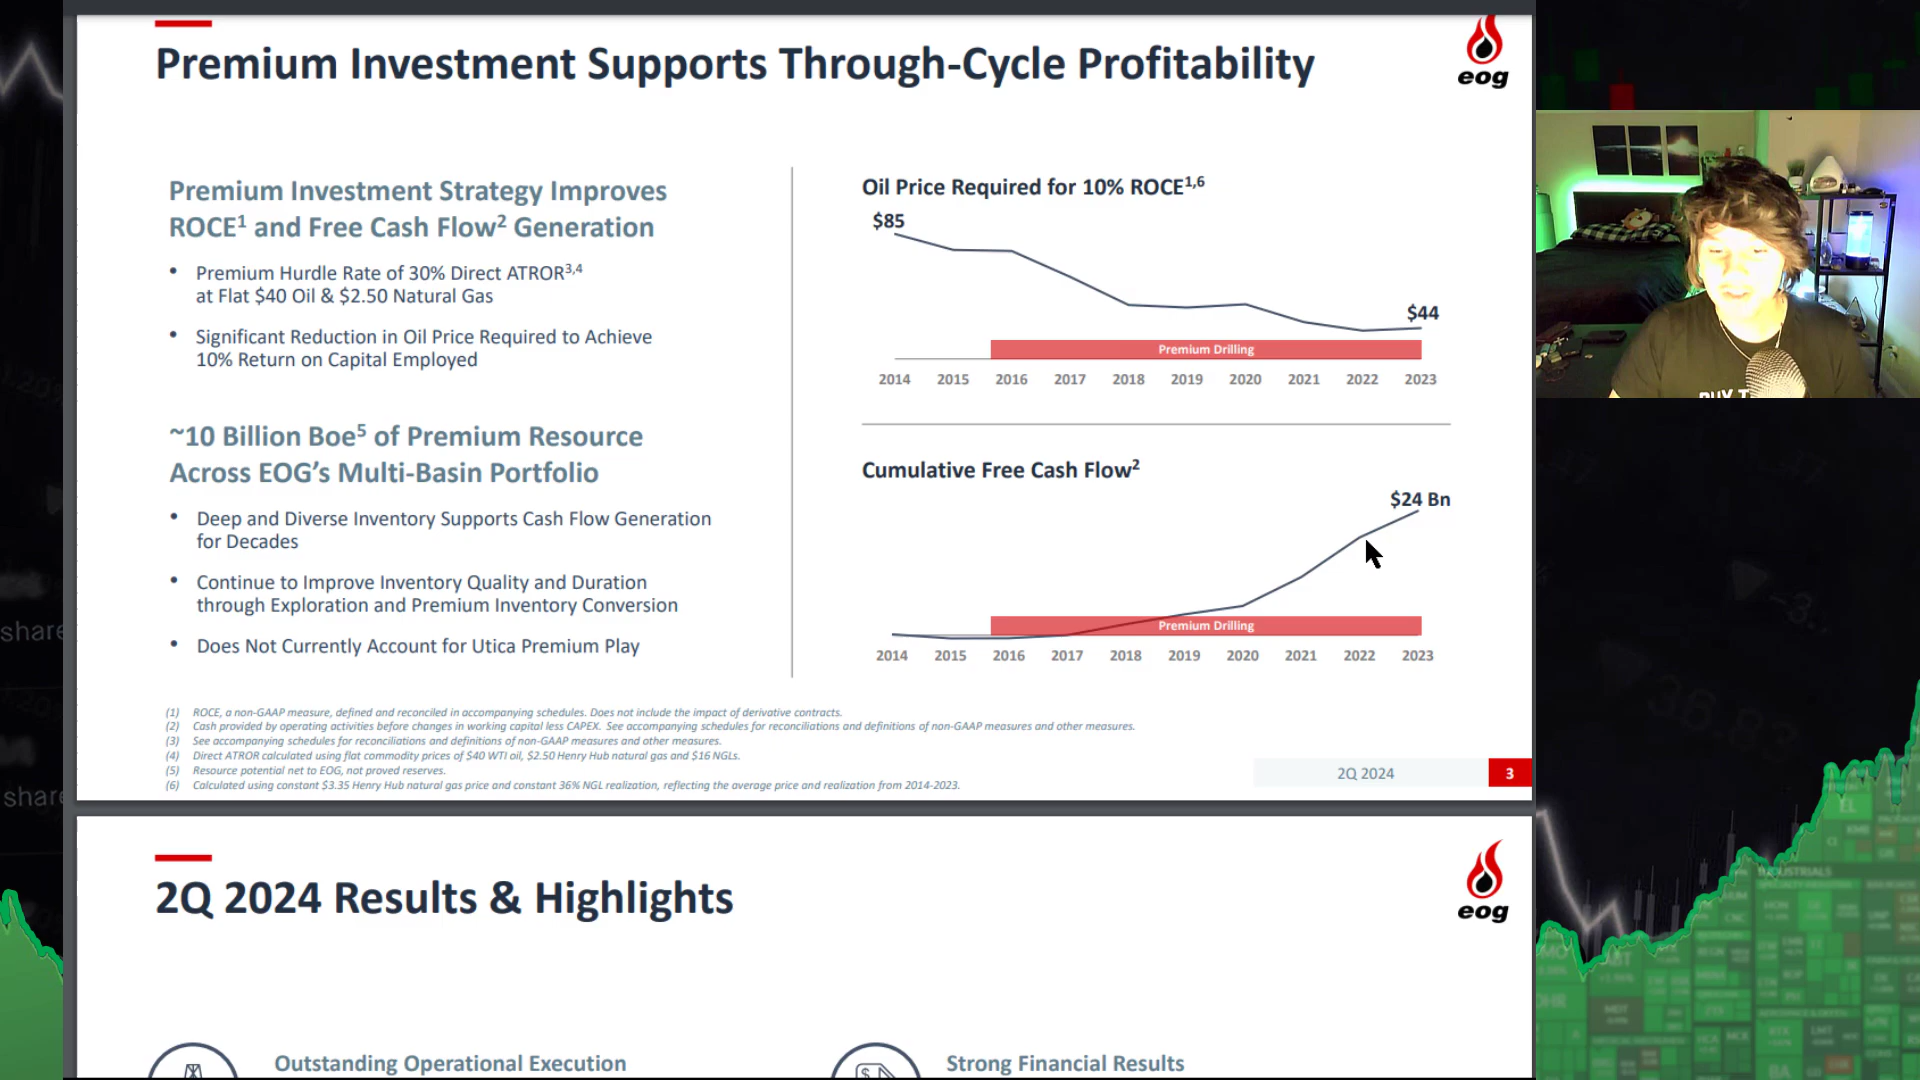 Premium Investment Supports Through-Cycle Profitability
eog
Premium Investment Strategy Improves
ROCE1 and Free Cash Flow2 Generation
• Premium Hurdle Rate of 30% Direct ATROR3,4
at Flat $40 Oil & $2.50 Natural Gas
• Significant Reduction in Oil Price Required to Achieve
10% Return on Capital Employed
~10 Billion Boe5 of Premium Resource
Across EOG's Multi-Basin Portfolio
• Deep and Diverse Inventory Supports Cash Flow Generation
for Decades
• Continue to Improve Inventory Quality and Duration
through Exploration and Premium Inventory Conversion
• Does Not Currently Account for Utica Premium Play
Oil Price Required for 10% ROCE1,6
$85
$44
Premium Drilling
2014 2015 2016 2017 2018 2019 2020 2021 2022 2023
Cumulative Free Cash Flow2
$24 Bn
Premium Drilling
2014 2015 2016 2017 2018 2019 2020 2021 2022 2023
(1) ROCE, a non-GAAP measure, defined and reconciled in accompanying schedules. Does not include the impact of derivative contracts.
(2) Cash provided by operating activities before changes in working capital less CAPEX. See accompanying schedules for reconciliations and definitions of non-GAAP measures and other measures.
(3) See accompanying schedules for reconciliations and definitions of non-GAAP measures and other measures.
(4) Direct ATROR calculated using flat commodity prices of $40 WTI oil, $2.50 Henry Hub natural gas and $16 NGLs.
(5) Resource potential net to EOG, not proved reserves.
(6) Calculated using constant $3.35 Henry Hub natural gas price and constant 36% NGL realization, reflecting the average price and realization from 2014-2023.
2Q 2024
3
2Q 2024 Results & Highlights
eog
Outstanding Operational Execution
Strong Financial Results
share
share
36.83